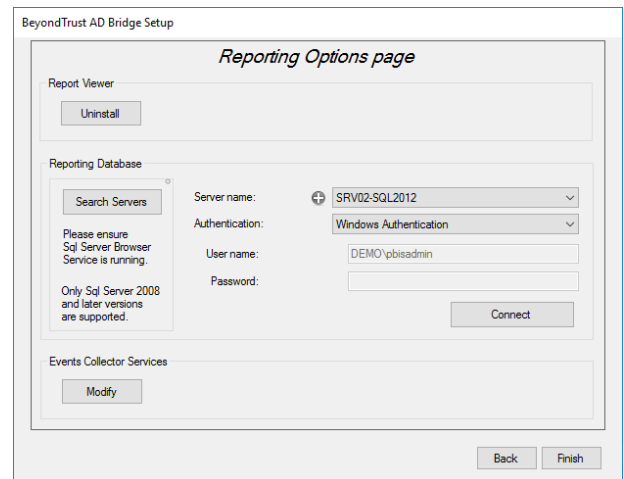 BeyondTrust AD Bridge Setup
Reporting Options page
Report Viewer
Uninstall
Reporting Database
Search Servers
Please ensure
Sql Server Browser
Service is running.
Only Sql Server 2008
and later versions
are supported.
Server name:
SRV02-SQL2012
Authentication:
Windows Authentication
User name:
DEMO\pbisadmin
Password:
Connect
Events Collector Services
Modify
Back
Finish